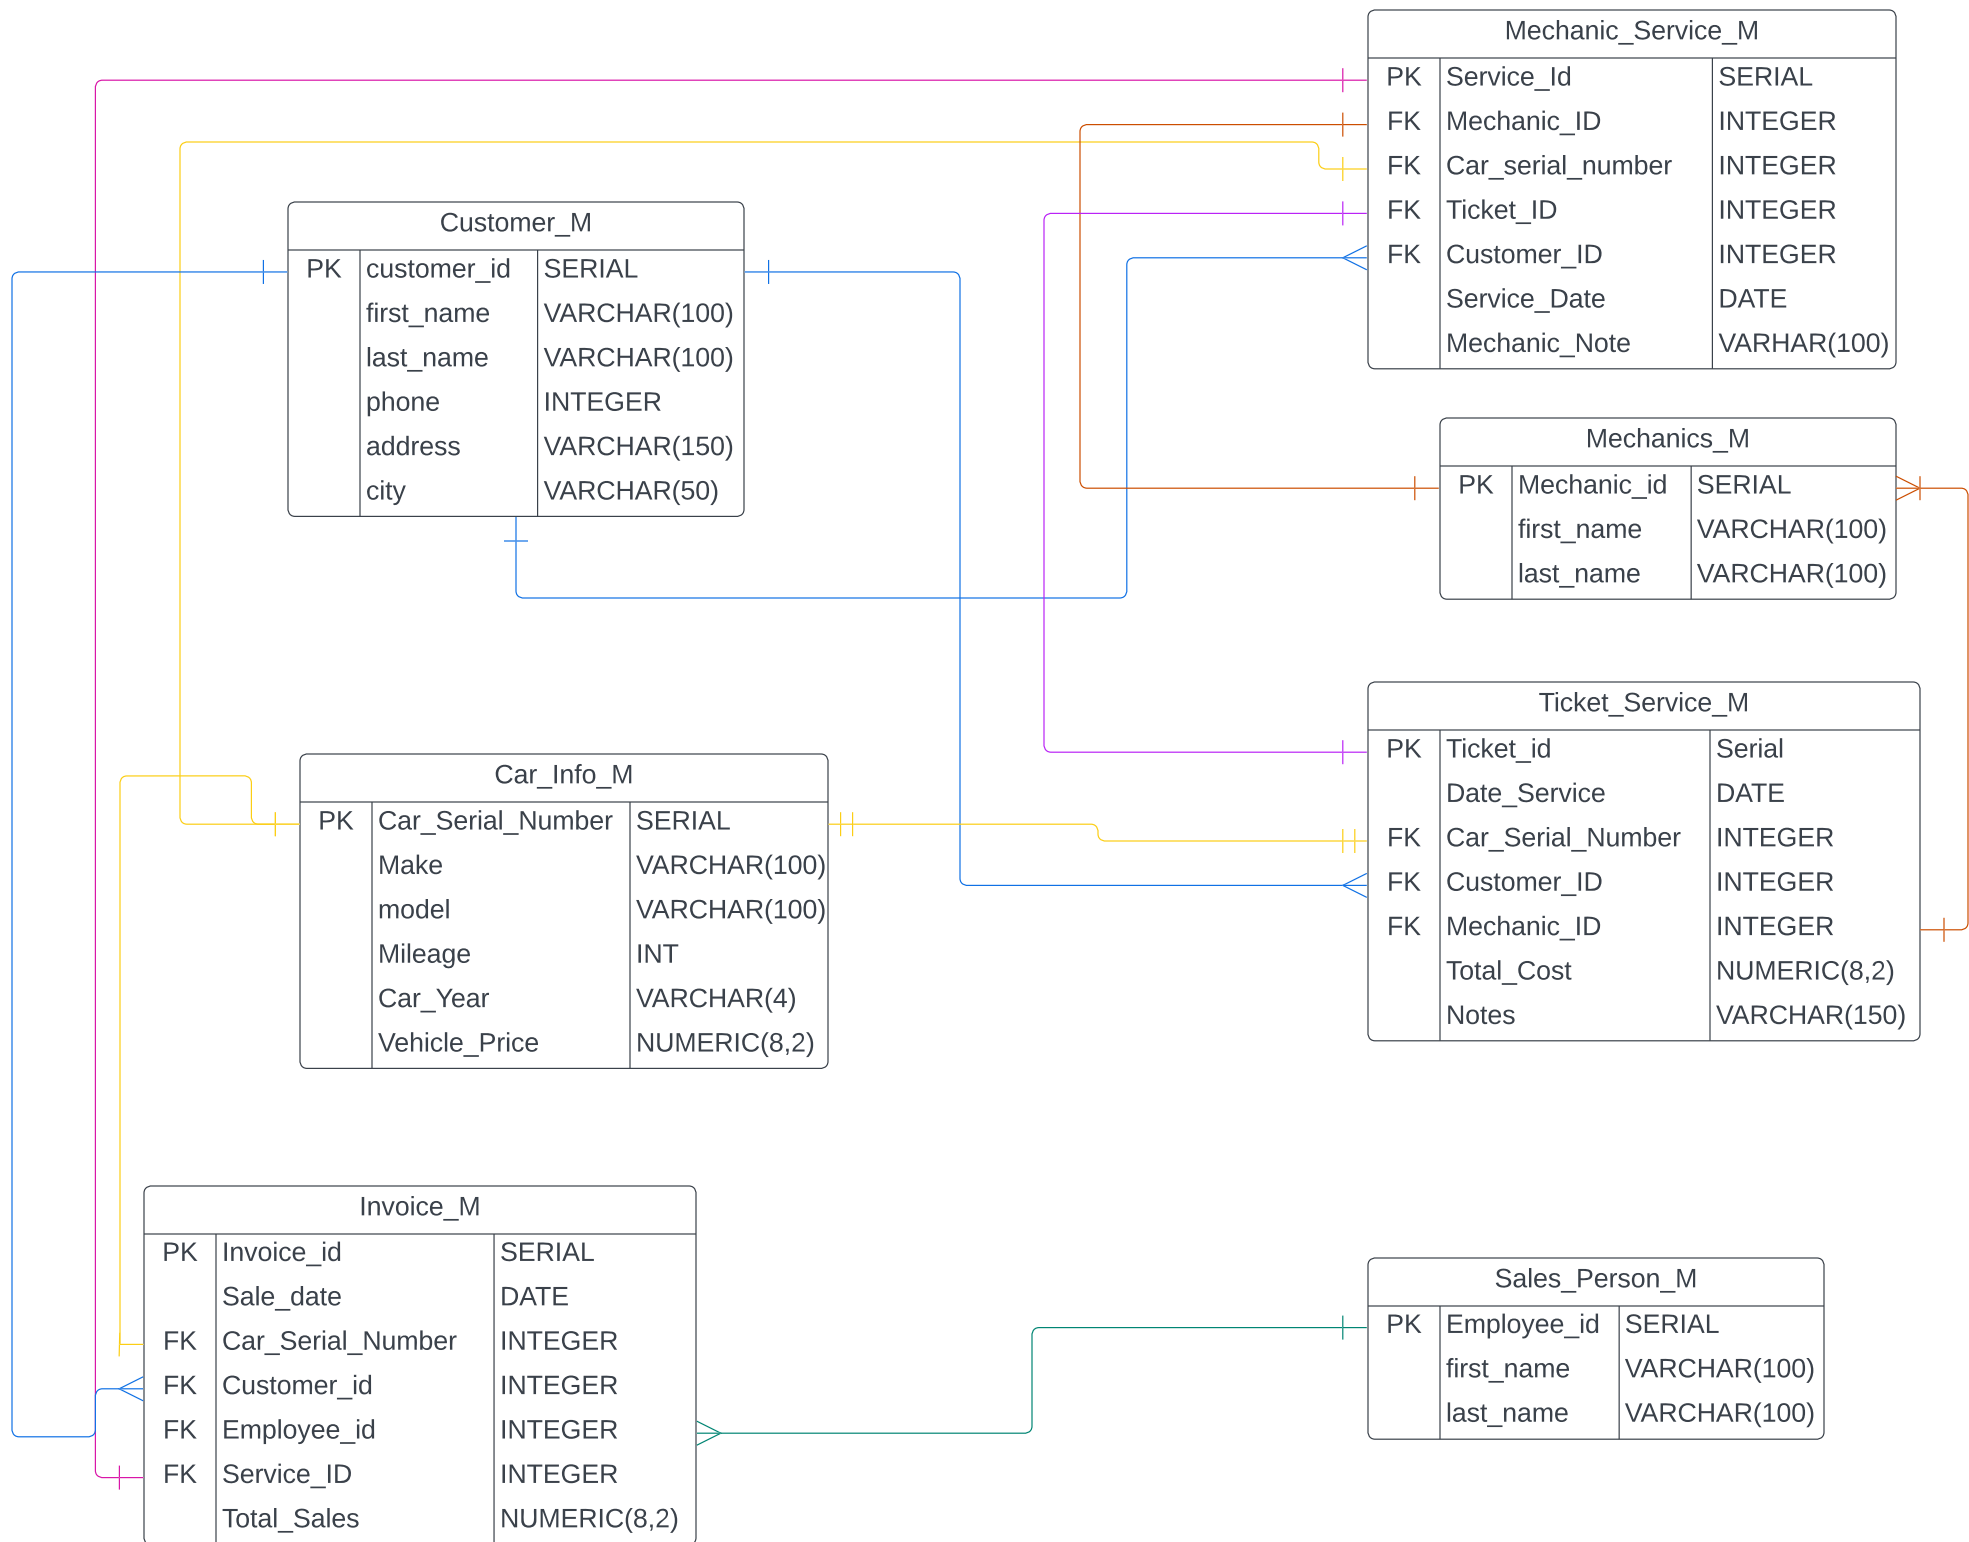 Mechanic_Service_M
PK Service_Id SERIAL
FK Mechanic_ID INTEGER
FK Car_serial_number INTEGER
FK Ticket_ID INTEGER
FK Customer_ID INTEGER
Service_Date DATE
Mechanic_Note VARHAR(100)
Customer_M
PK customer_id SERIAL
first_name VARCHAR(100)
last_name VARCHAR(100)
phone INTEGER
address VARCHAR(150)
city VARCHAR(50)
Mechanics_M
PK Mechanic_id SERIAL
first_name VARCHAR(100)
last_name VARCHAR(100)
Ticket_Service_M
PK Ticket_id Serial
Date_Service DATE
FK Car_Serial_Number INTEGER
FK Customer_ID INTEGER
FK Mechanic_ID INTEGER
Total_Cost NUMERIC(8,2)
Notes VARCHAR(150)
Car_Info_M
PK Car_Serial_Number SERIAL
Make VARCHAR(100)
model VARCHAR(100)
Mileage INT
Car_Year VARCHAR(4)
Vehicle_Price NUMERIC(8,2)
Invoice_M
PK Invoice_id SERIAL
Sale_date DATE
FK Car_Serial_Number INTEGER
FK Customer_id INTEGER
FK Employee_id INTEGER
FK Service_ID INTEGER
Total_Sales NUMERIC(8,2)
Sales_Person_M
PK Employee_id SERIAL
first_name VARCHAR(100)
last_name VARCHAR(100)